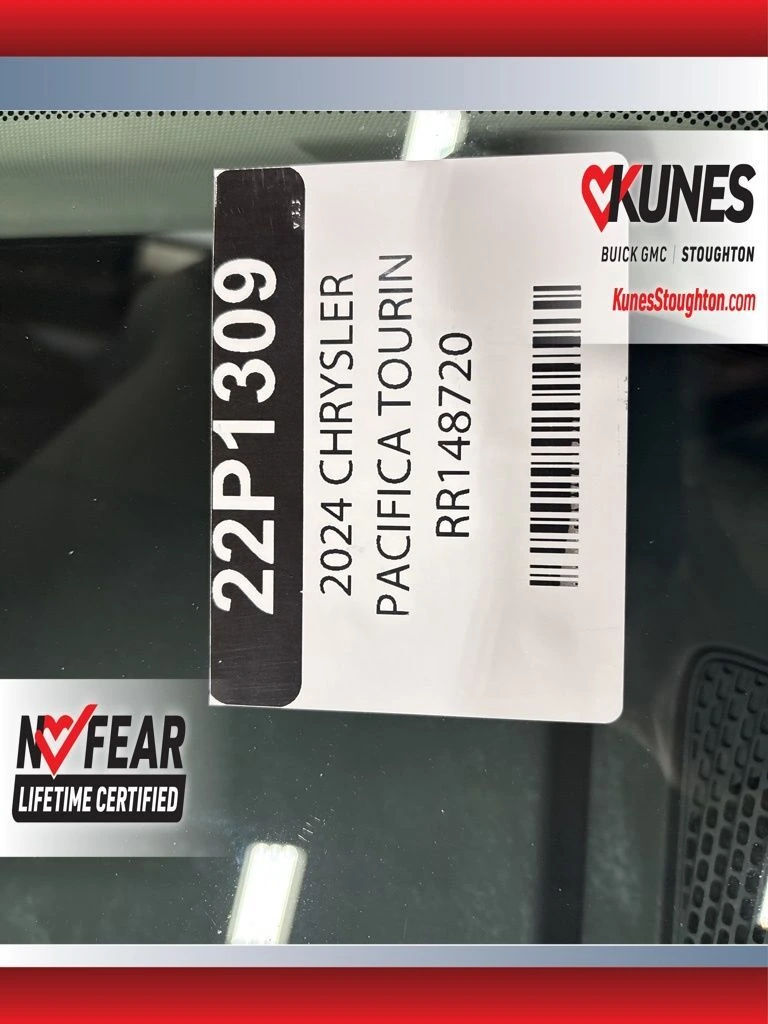 KUNES
BUICK GMC | STOUGHTON
KunesStoughton.com
22P1309
2024 CHRYSLER
PACIFICA TOURIN
RR148720
NO FEAR
LIFETIME CERTIFIED